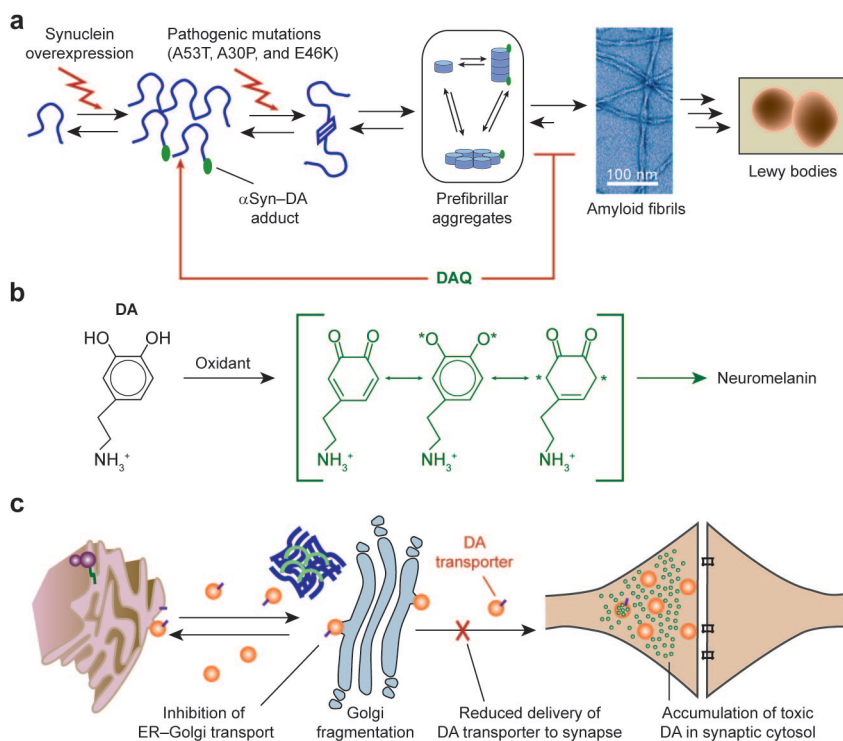 a
Synuclein
overexpression
Pathogenic mutations
(A53T, A30P, and E46K)
αSyn–DA
adduct
Prefibrillar
aggregates
100 nm
Amyloid fibrils
Lewy bodies
DAQ
b
DA
HO
OH
NH₃⁺
Oxidant
O
O
NH₃⁺
*O
O*
NH₃⁺
O
O
*
*
NH₃⁺
Neuromelanin
c
DA
transporter
Inhibition of
ER–Golgi transport
Golgi
fragmentation
Reduced delivery of
DA transporter to synapse
Accumulation of toxic
DA in synaptic cytosol